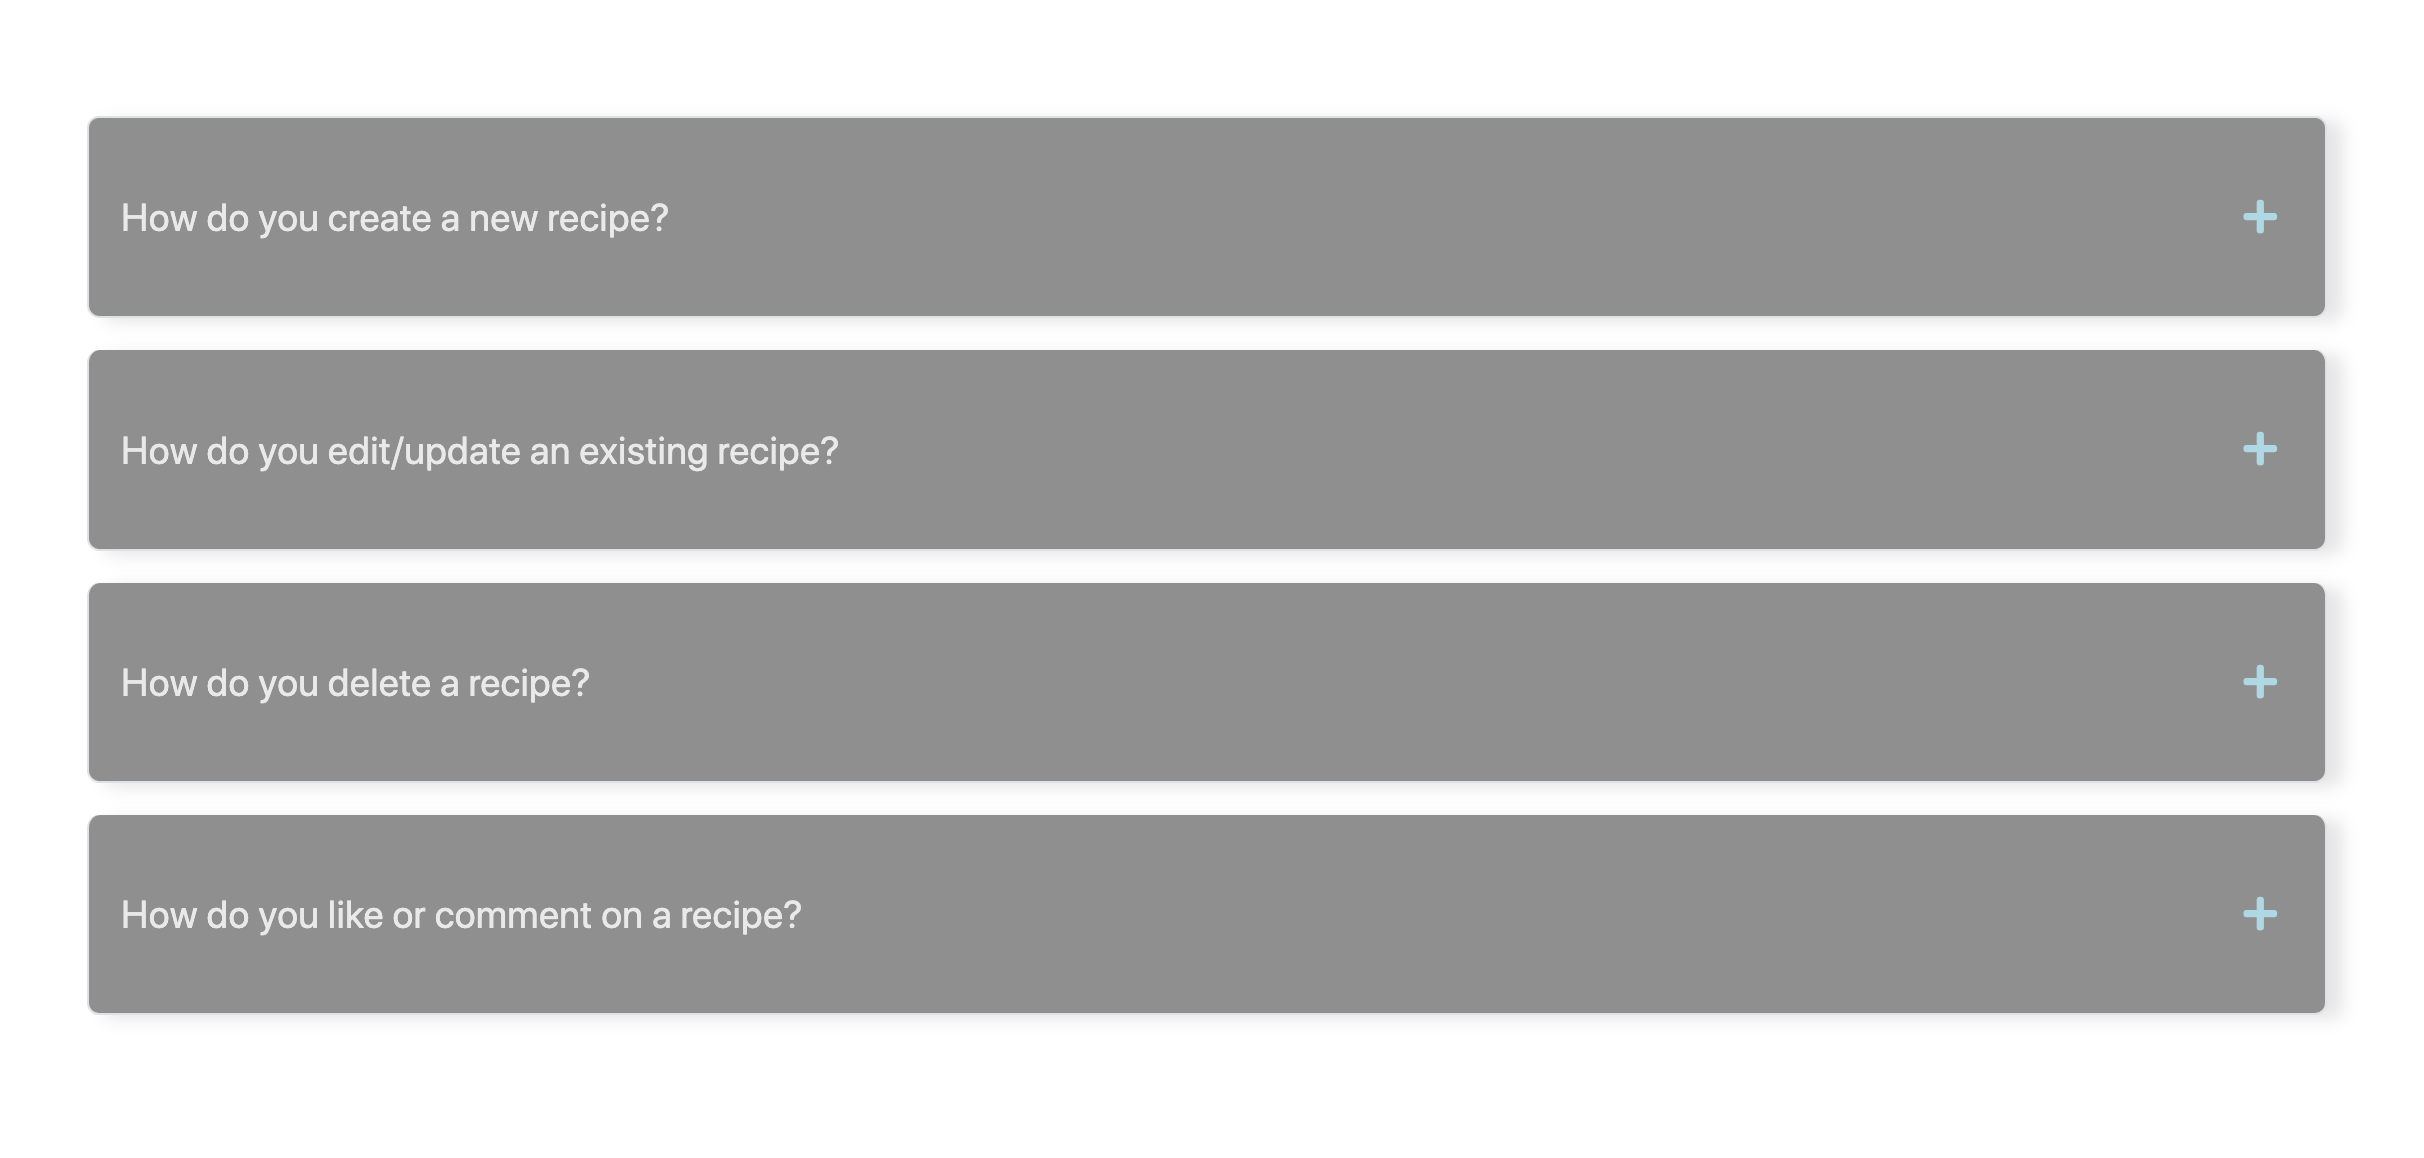 How do you create a new recipe?
How do you edit/update an existing recipe?
How do you delete a recipe?
How do you like or comment on a recipe?